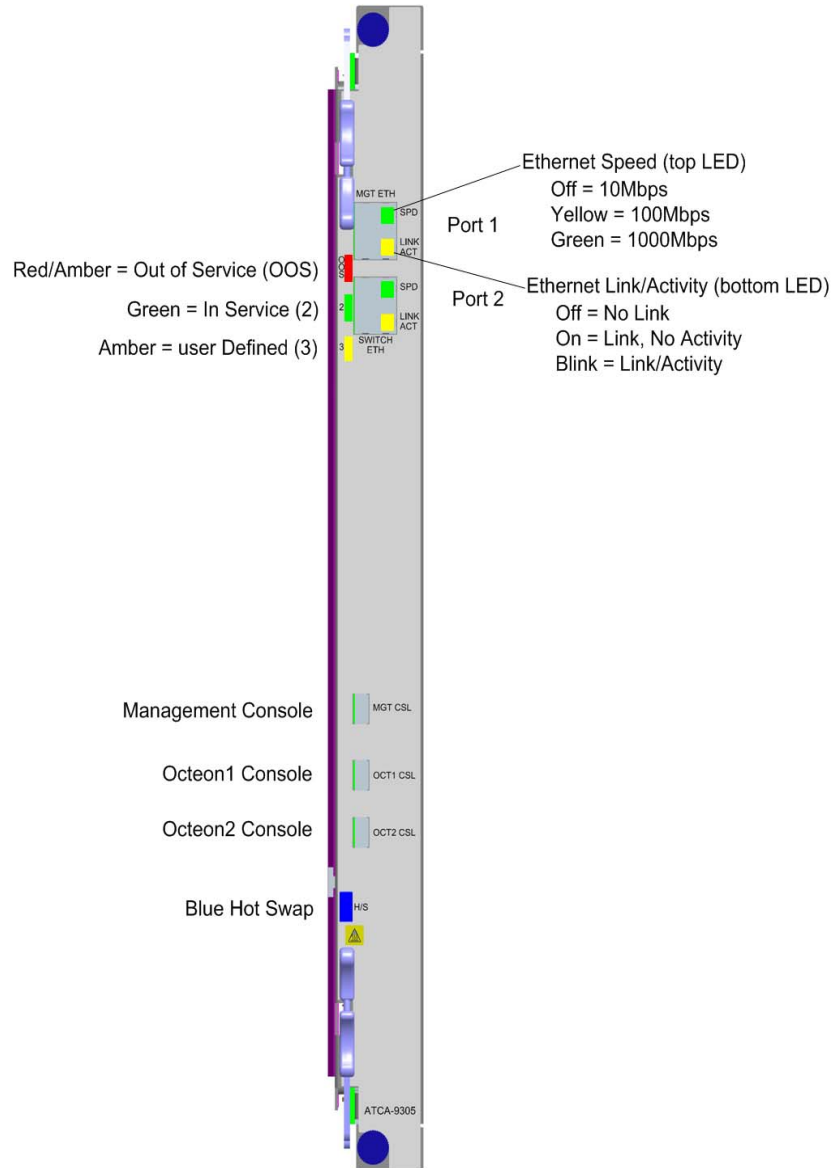 Ethernet Speed (top LED)
Off = 10Mbps
Yellow = 100Mbps
Green = 1000Mbps
MGT ETH
SPD
Port 1
LINK
ACT
Red/Amber = Out of Service (OOS)
OOS
SPD
Port 2
Ethernet Link/Activity (bottom LED)
Off = No Link
On = Link, No Activity
Blink = Link/Activity
Green = In Service (2)
2
LINK
ACT
Amber = user Defined (3)
3
SWITCH
ETH
Management Console
MGT CSL
Octeon1 Console
OCT1 CSL
Octeon2 Console
OCT2 CSL
Blue Hot Swap
H/S
ATCA-9305